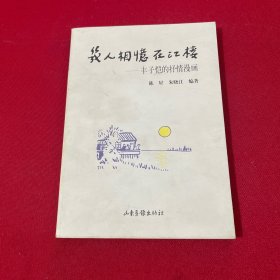 几人相忆在江楼
——丰子恺的抒情漫画
陈星 朱晓江 编著
山东画报出版社